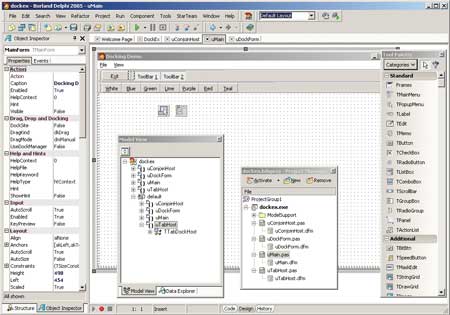 dockex - Borland Delphi 2005 - uMain
File Edit Search View Refactor Project Run Component Tools StarTeam Window Help Default Layout
Object Inspector
Welcome Page DockEx uConjoinHost uMain uDockForm
MainForm TMainForm
Properties Events
Action
Action
Caption Docking D
Enabled True
HelpContext 0
Hint
Visible False
Drag, Drop and Docking
DockSite False
DragKind dkDrag
DragMode dmManual
UseDockManager False
Help and Hints
HelpContext 0
HelpFile
HelpKeyword
HelpType htContext
Hint
ShowHint False
Input
AutoScroll True
Enabled True
KeyPreview False
Layout
Align alNone
Anchors [akLeft,akT
AutoScroll True
AutoSize False
Constraints (TSizeConst
Height 498
Left 454
Scaled True
All shown
Structure Object Inspector
Docking Demo
File View
Exit ToolBar 1 ToolBar 2
White Blue Green Lime Purple Red Teal
Model View
dockex
uConjoinHost
uDockForm
uMain
uTabHost
default
uConjoinHost
uDockForm
uMain
uTabHost
TTabDockHost
Model View Data Explorer
Activate New Remove
File
ProjectGroup1
dockex.exe
ModelSupport
uConjoinHost.pas
uConjoinHost.dfm
uDockForm.pas
uDockForm.dfm
uMain.pas
uMain.dfm
uTabHost.pas
uTabHost.dfm
1: 1 Insert Code Design History
Tool Palette
Categories
Standard
Frames
TMainMenu
TPopupMenu
TLabel
TEdit
TMemo
TButton
TCheckBox
TRadioButton
TListBox
TComboBox
TScrollBar
TGroupBox
TRadioGroup
TPanel
TActionList
Additional
TBitBtn
TSpeedButton
TMaskEdit
TStringGrid
TDrawGrid